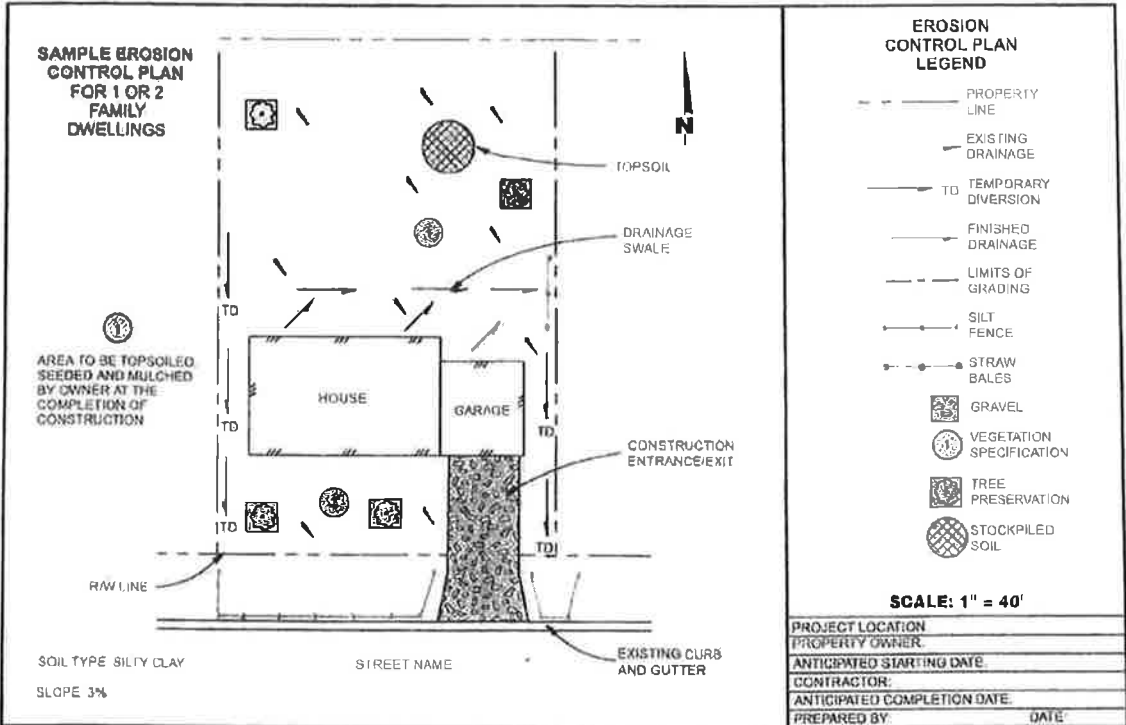 SAMPLE EROSION
CONTROL PLAN
FOR 1 OR 2
FAMILY
DWELLINGS
N
TOPSOIL
DRAINAGE
SWALE
TD
1
1
AREA TO BE TOPSOILED,
SEEDED AND MULCHED
BY OWNER AT THE
COMPLETION OF
CONSTRUCTION
HOUSE
GARAGE
TD
TD
CONSTRUCTION
ENTRANCE/EXIT
1
TD
TD
R/W LINE
EXISTING CURB
AND GUTTER
SOIL TYPE SILTY CLAY
STREET NAME
SLOPE 3%
EROSION
CONTROL PLAN
LEGEND
PROPERTY
LINE
EXISTING
DRAINAGE
TD TEMPORARY
DIVERSION
FINISHED
DRAINAGE
LIMITS OF
GRADING
SILT
FENCE
STRAW
BALES
GRAVEL
1 VEGETATION
SPECIFICATION
TREE
PRESERVATION
STOCKPILED
SOIL
SCALE: 1" = 40'
PROJECT LOCATION
PROPERTY OWNER:
ANTICIPATED STARTING DATE:
CONTRACTOR:
ANTICIPATED COMPLETION DATE:
PREPARED BY: DATE: